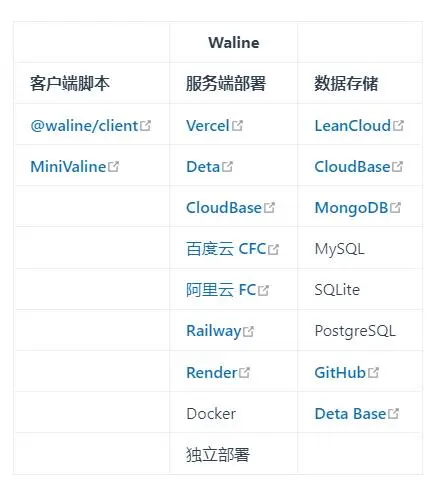 Waline
客户端脚本 服务端部署 数据存储
@waline/client Vercel LeanCloud
MiniValine Deta CloudBase
CloudBase MongoDB
百度云 CFC MySQL
阿里云 FC SQLite
Railway PostgreSQL
Render GitHub
Docker Deta Base
独立部署